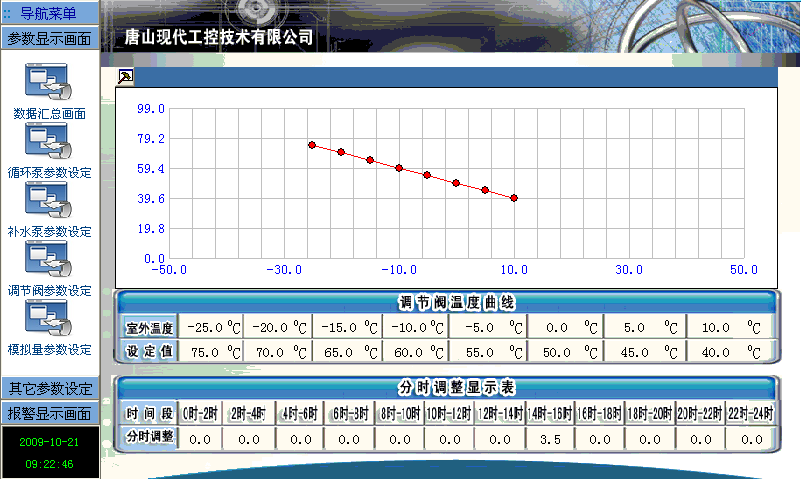 导航菜单
参数显示画面
数据汇总画面
循环泵参数设定
补水泵参数设定
调节阀参数设定
模拟量参数设定
其它参数设定
报警显示画面
2009-10-21
09:22:46
唐山现代工控技术有限公司
99.0
79.2
59.4
39.6
19.8
0.0
-50.0 -30.0 -10.0 10.0 30.0 50.0
调节阀温度曲线
室外温度 -25.0 ℃ -20.0 ℃ -15.0 ℃ -10.0 ℃ -5.0 ℃ 0.0 ℃ 5.0 ℃ 10.0 ℃
设定值 75.0 ℃ 70.0 ℃ 65.0 ℃ 60.0 ℃ 55.0 ℃ 50.0 ℃ 45.0 ℃ 40.0 ℃
分时调整显示表
时间段 0时-2时 2时-4时 4时-6时 6时-8时 8时-10时 10时-12时 12时-14时 14时-16时 16时-18时 18时-20时 20时-22时 22时-24时
分时调整 0.0 0.0 0.0 0.0 0.0 0.0 0.0 3.5 0.0 0.0 0.0 0.0